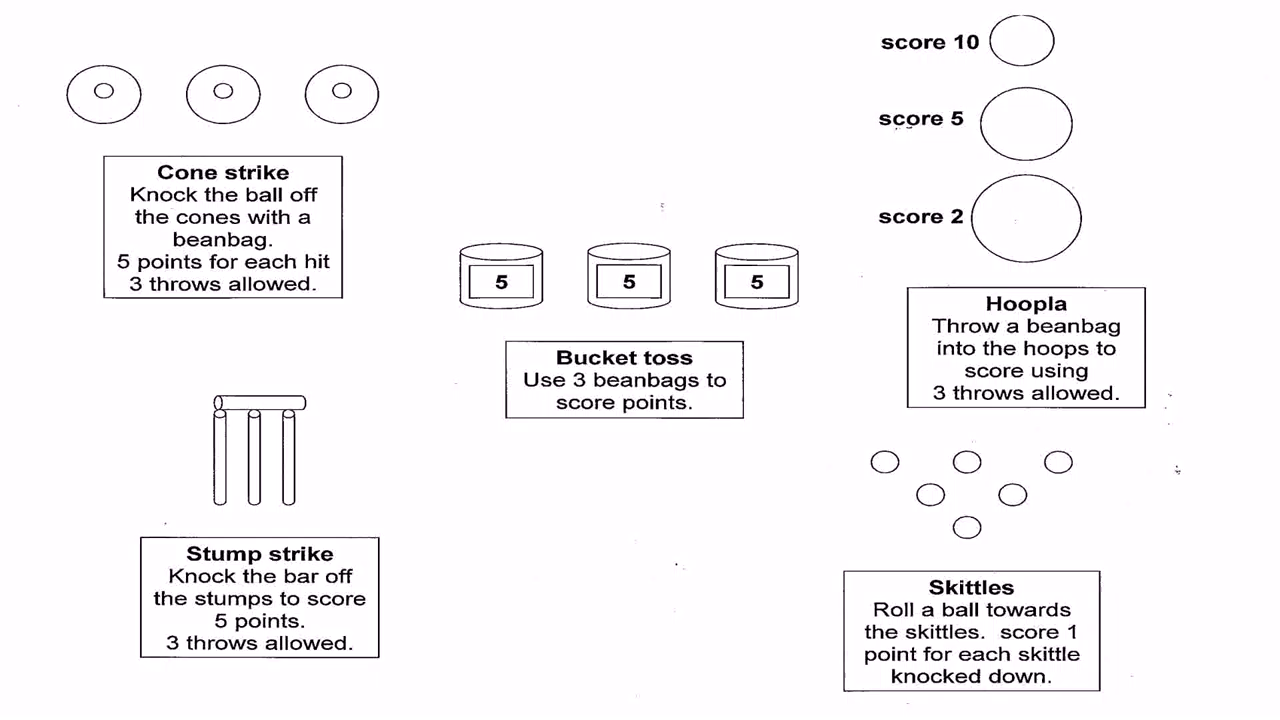 Cone strike
Knock the ball off
the cones with a
beanbag.
5 points for each hit
3 throws allowed.
Stump strike
Knock the bar off
the stumps to score
5 points.
3 throws allowed.
5 5 5
Bucket toss
Use 3 beanbags to
score points.
score 10
score 5
score 2
Hoopla
Throw a beanbag
into the hoops to
score using
3 throws allowed.
Skittles
Roll a ball towards
the skittles. score 1
point for each skittle
knocked down.